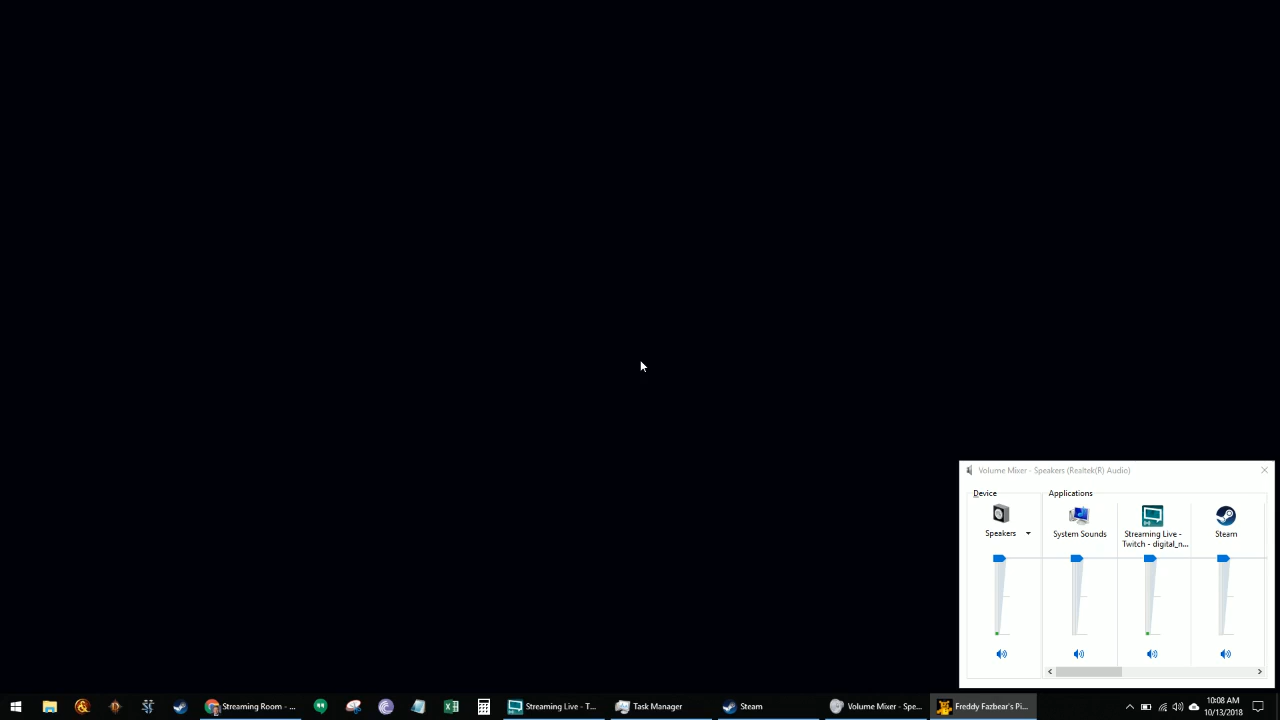 Volume Mixer - Speakers (Realtek(R) Audio)
Device
Applications
Speakers
System Sounds
Streaming Live -
Twitch - digital_n...
Steam
Streaming Room - ...
Streaming Live - T...
Task Manager
Steam
Volume Mixer - Spe...
Freddy Fazbear's Pi...
10:08 AM
10/13/2018